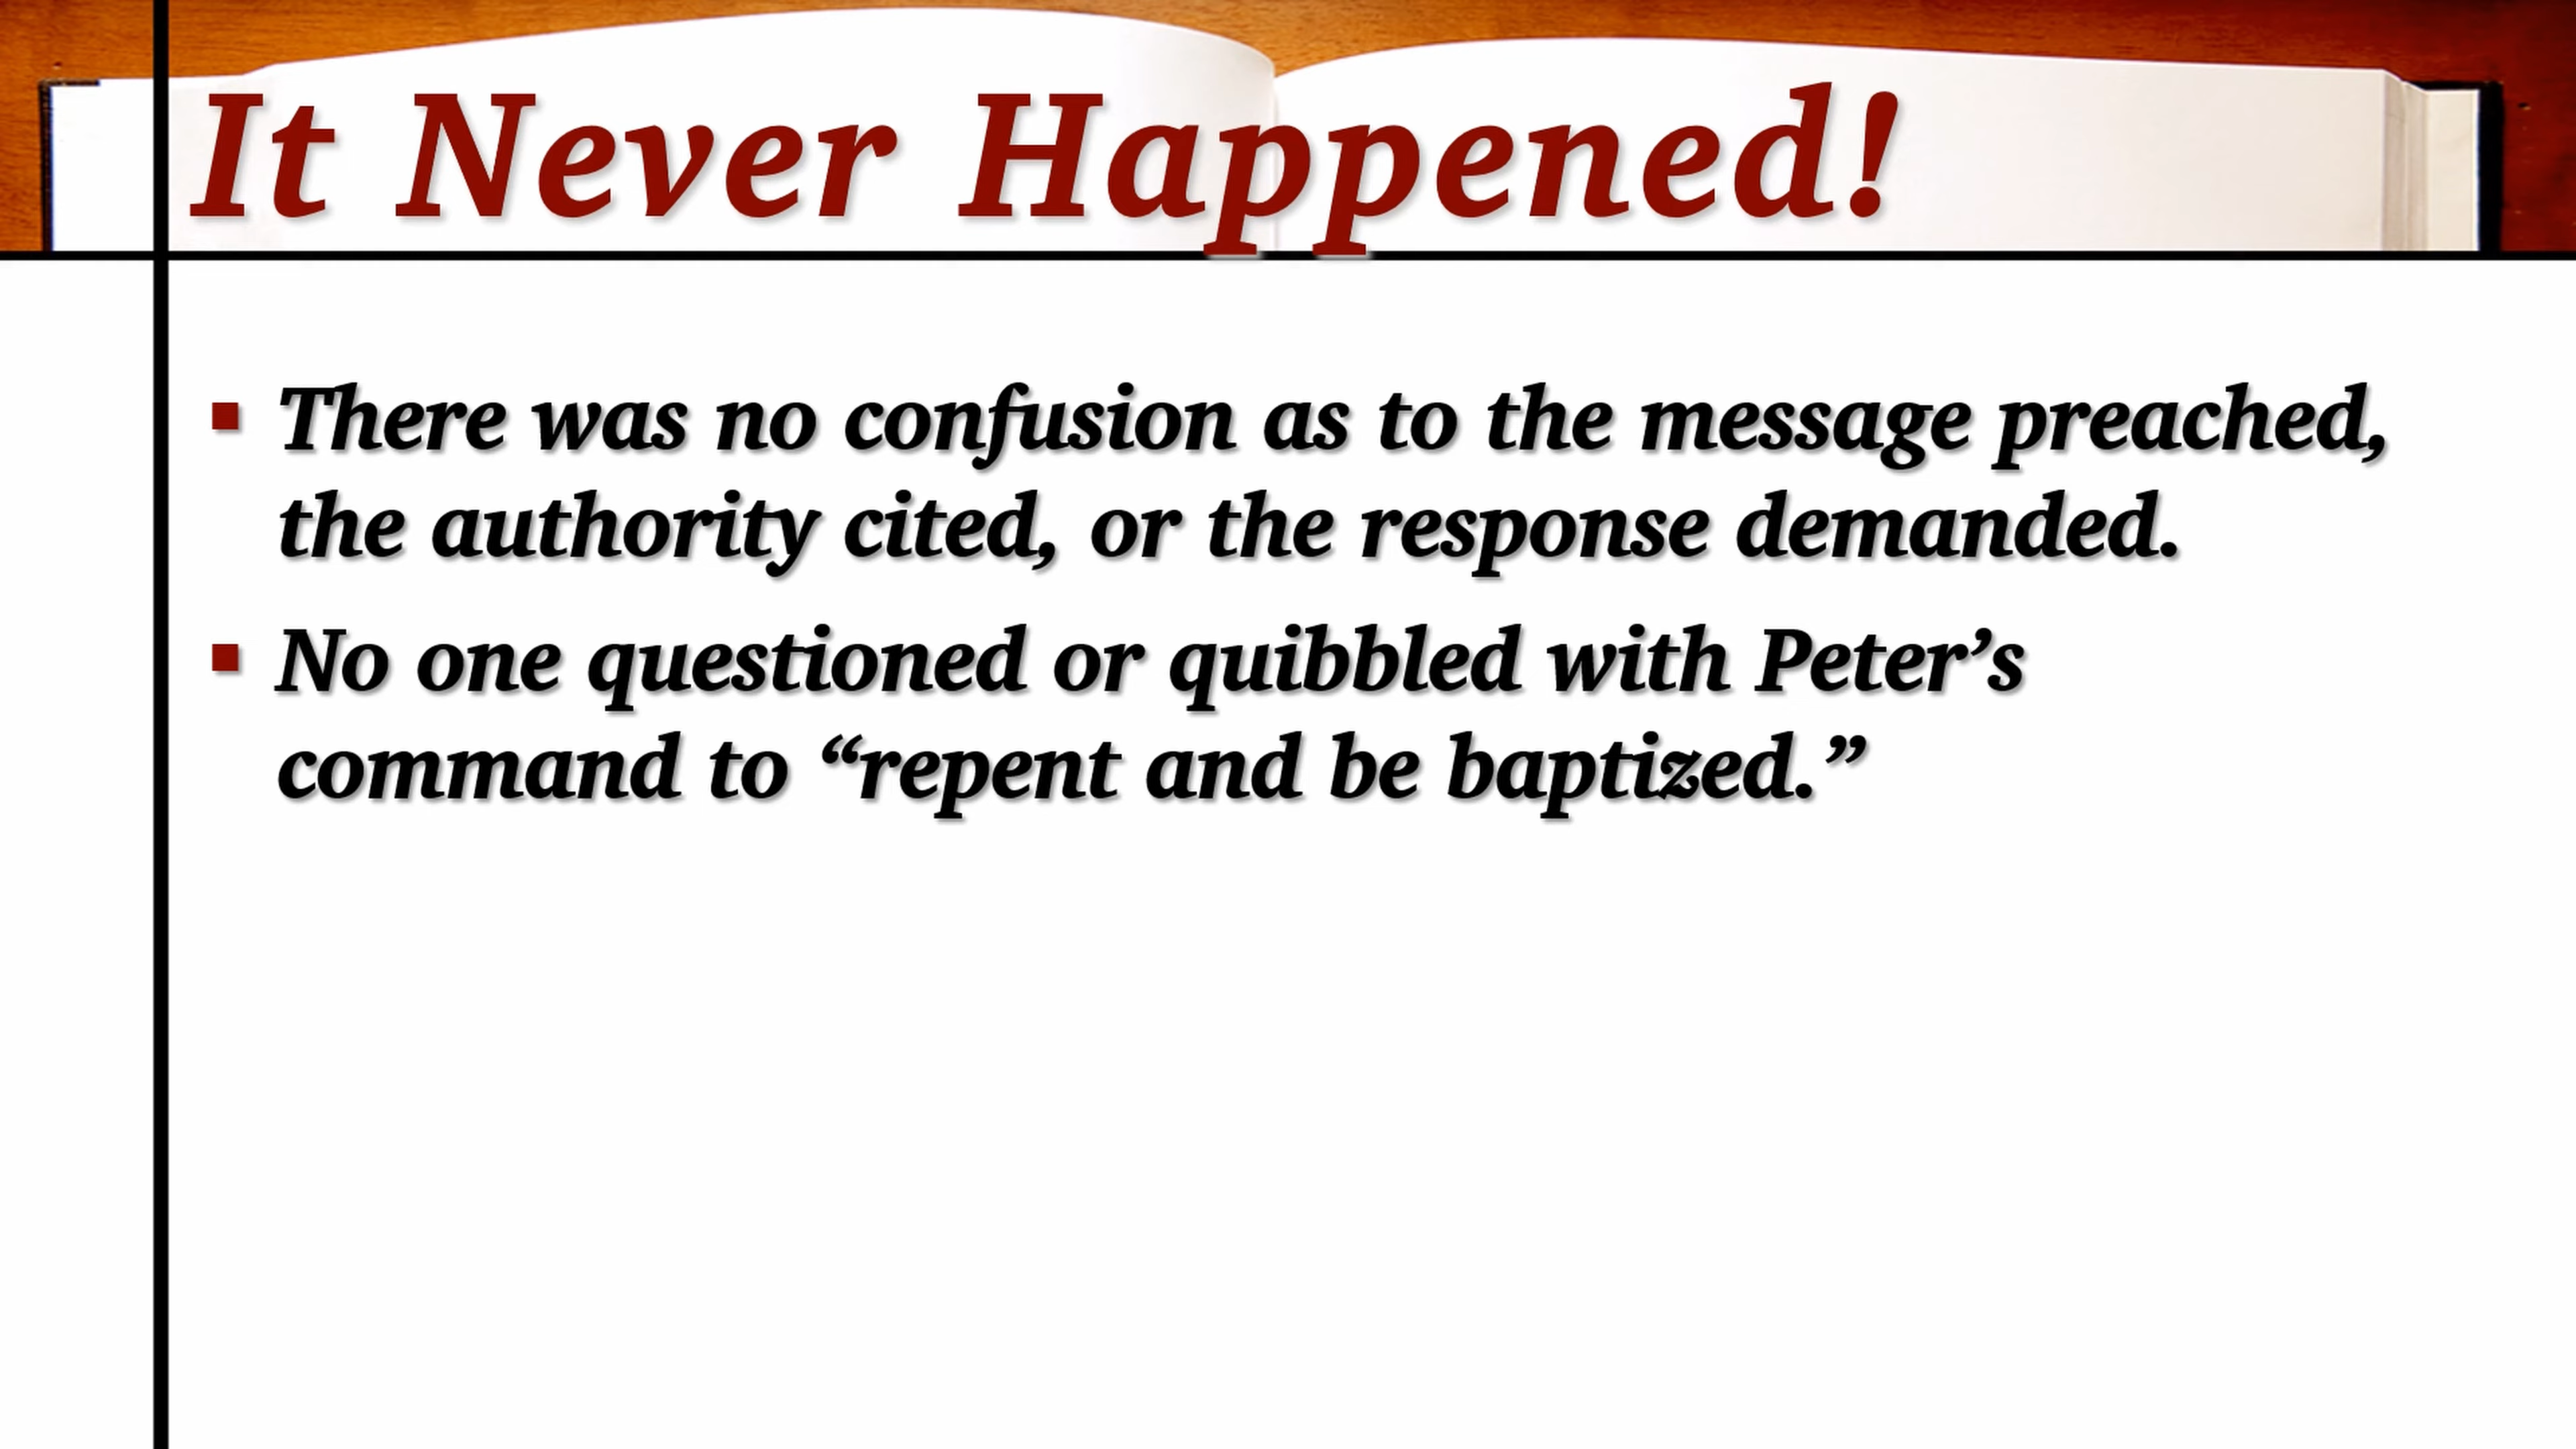 It Never Happened!
▪ There was no confusion as to the message preached,
the authority cited, or the response demanded.
▪ No one questioned or quibbled with Peter’s
command to “repent and be baptized.”